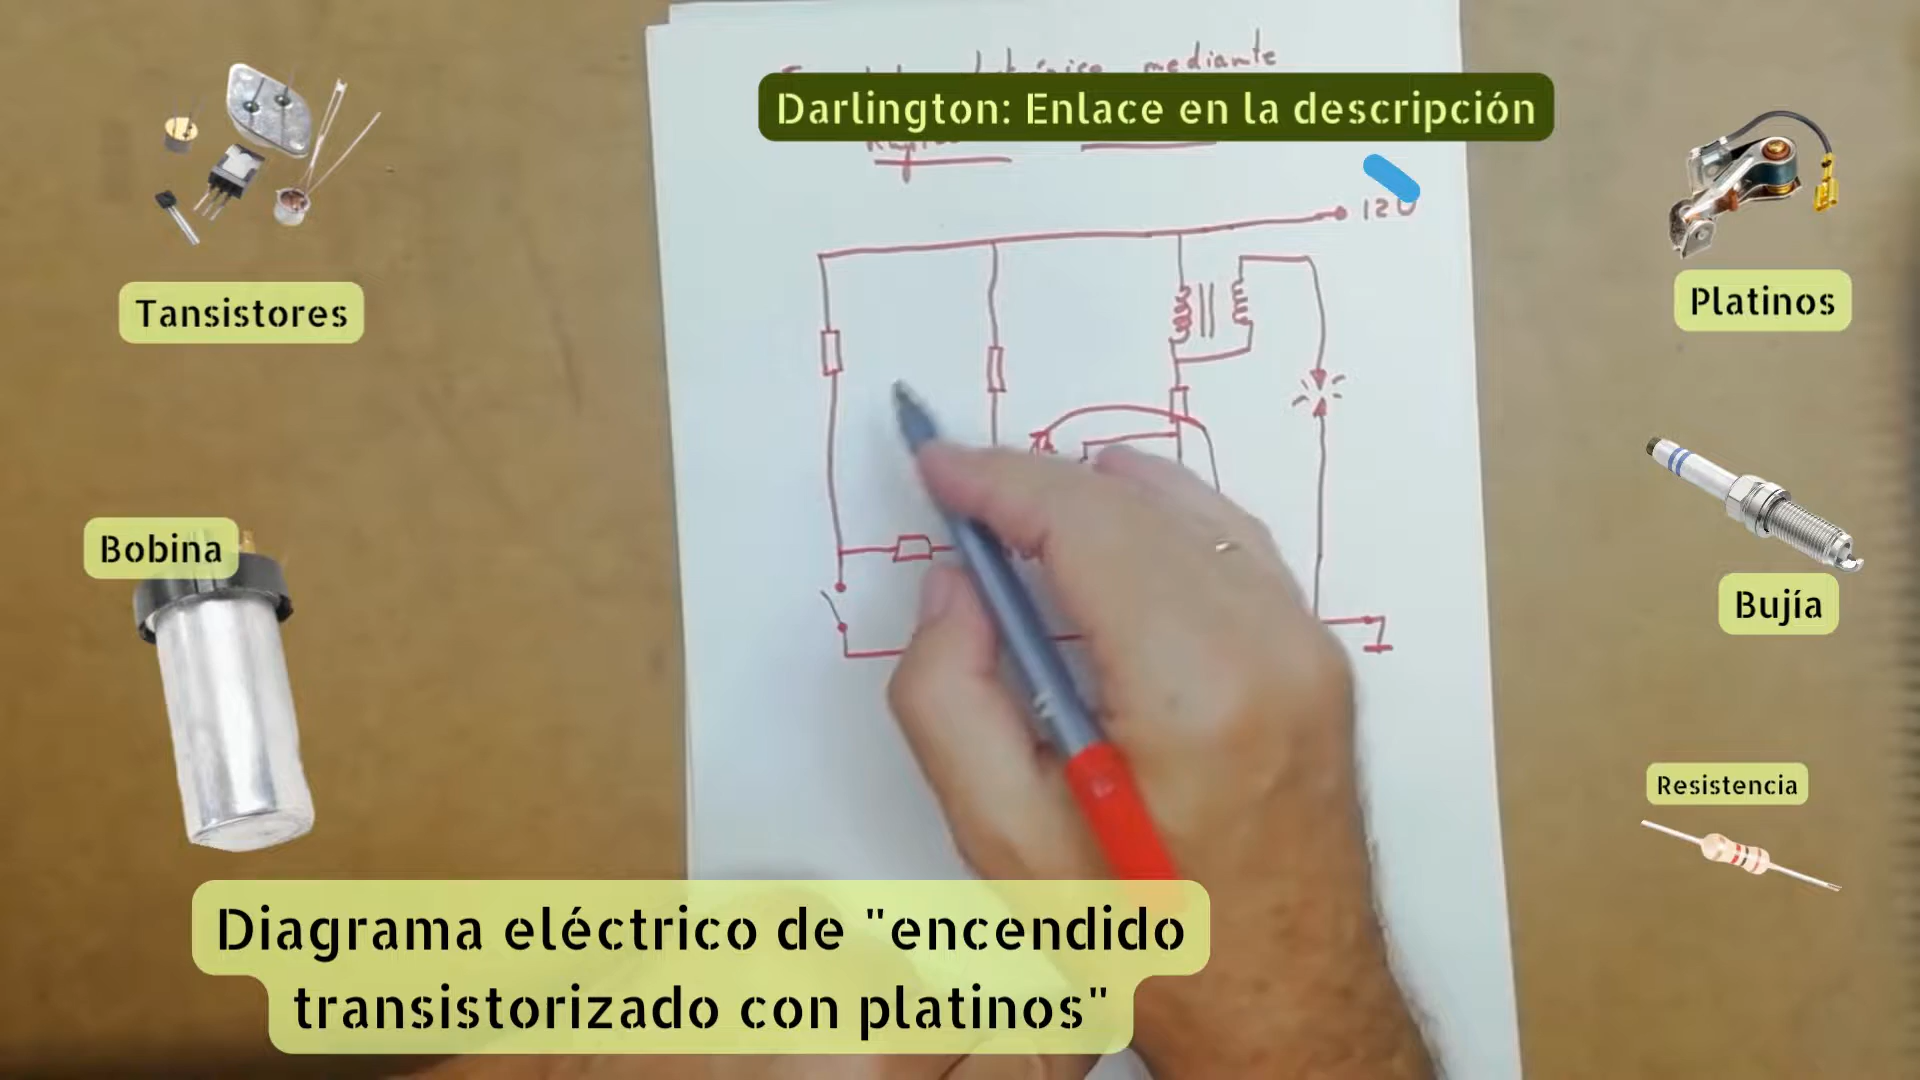 mediante
Darlington: Enlace en la descripción
12V
Tansistores
Platinos
Bobina
Bujía
Resistencia
Diagrama eléctrico de "encendido
transistorizado con platinos"